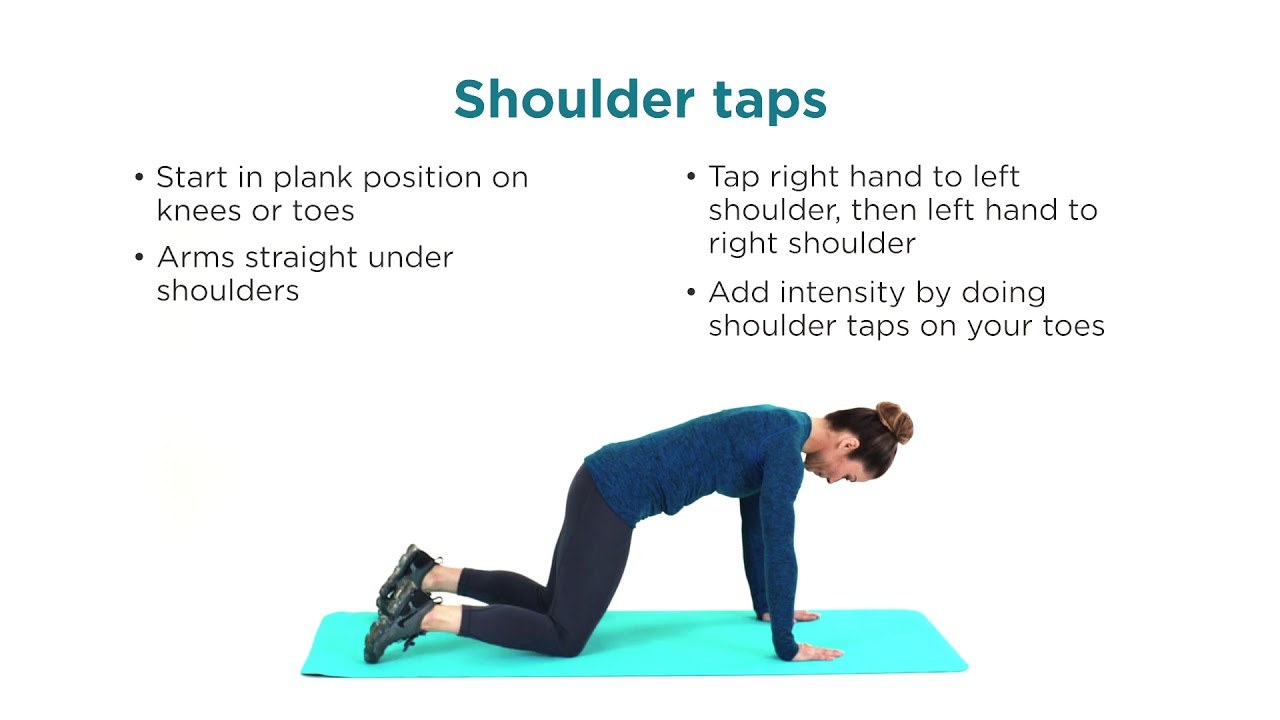 Shoulder taps
• Start in plank position on
knees or toes
• Arms straight under
shoulders
• Tap right hand to left
shoulder, then left hand to
right shoulder
• Add intensity by doing
shoulder taps on your toes